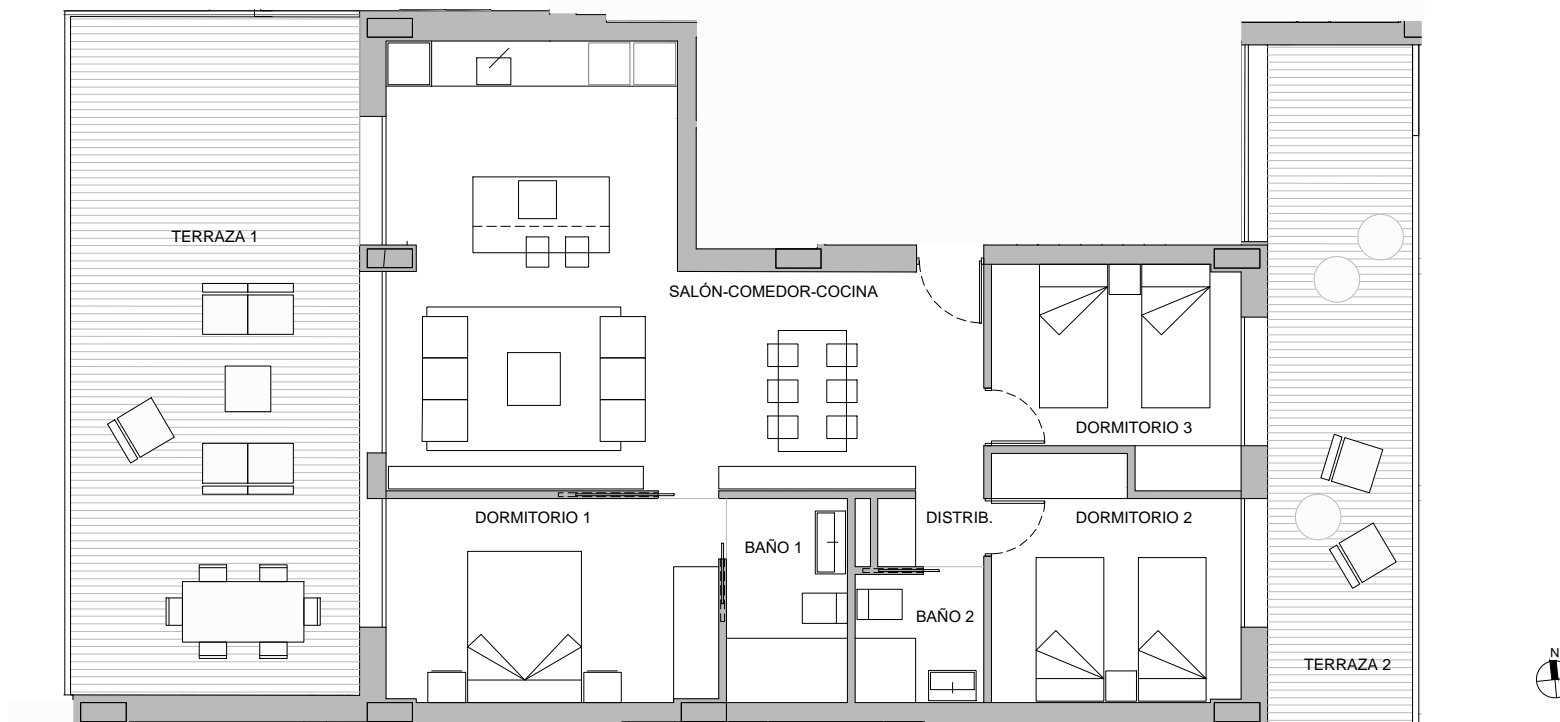 TERRAZA 1
SALÓN-COMEDOR-COCINA
DORMITORIO 3
DORMITORIO 1
DISTRIB.
DORMITORIO 2
BAÑO 1
BAÑO 2
TERRAZA 2
N